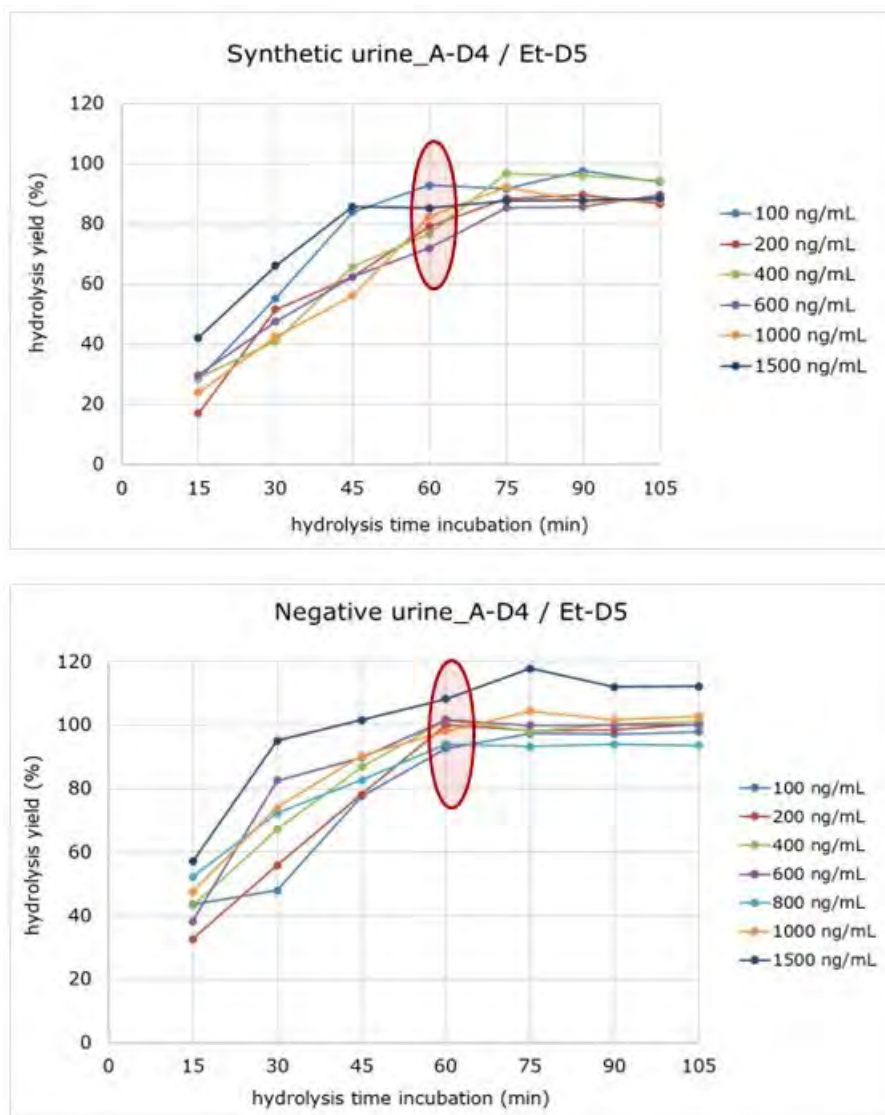 Synthetic urine_A-D4 / Et-D5
120
100
80
60
40
20
0
hydrolysis yield (%)
0 15 30 45 60 75 90 105
hydrolysis time incubation (min)
100 ng/mL
200 ng/mL
400 ng/mL
600 ng/mL
1000 ng/mL
1500 ng/mL
Negative urine_A-D4 / Et-D5
120
100
80
60
40
20
0
hydrolysis yield (%)
0 15 30 45 60 75 90 105
hydrolysis time incubation (min)
100 ng/mL
200 ng/mL
400 ng/mL
600 ng/mL
800 ng/mL
1000 ng/mL
1500 ng/mL